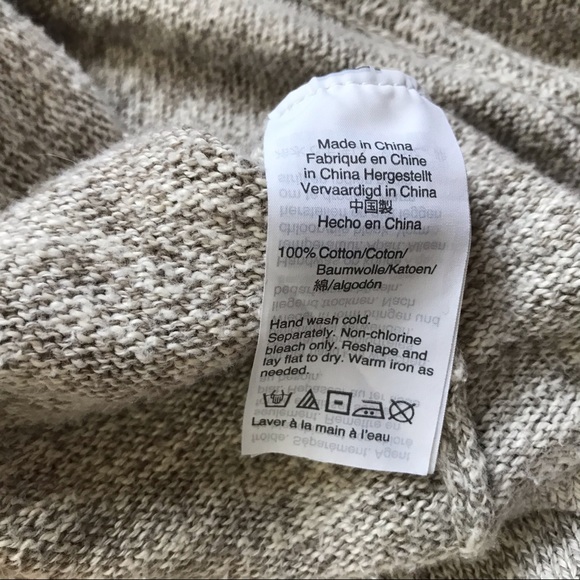 Made in China
Fabriqué en Chine
in China Hergestellt
Vervaardigd in China
中国製
Hecho en China
100% Cotton/Coton/
Baumwolle/Katoen/
綿/algodón
Hand wash cold.
Separately. Non-chlorine
bleach only. Reshape and
lay flat to dry. Warm iron as
needed.
Laver à la main à l'eau